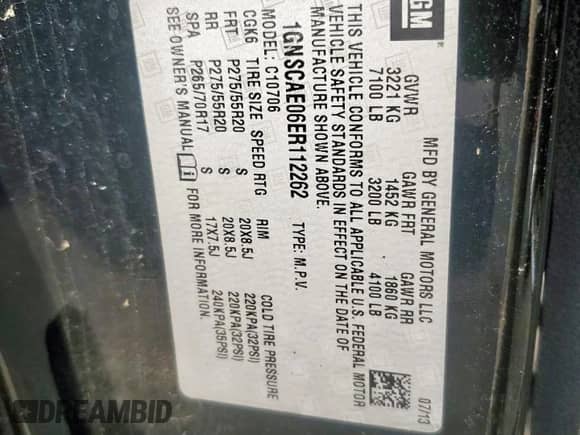 GM
MFD BY GENERAL MOTORS LLC 07/13
GVWR GAWR FRT GAWR RR
3221 KG 1452 KG 1860 KG
7100 LB 3200 LB 4100 LB
THIS VEHICLE CONFORMS TO ALL APPLICABLE U.S. FEDERAL MOTOR
VEHICLE SAFETY STANDARDS IN EFFECT ON THE DATE OF
MANUFACTURE SHOWN ABOVE.
1GNSCAE06ER112262 TYPE: M.P.V.
MODEL: C10706
CGK6 TIRE SIZE SPEED RTG RIM COLD TIRE PRESSURE
FRT P275/55R20 S 20X8.5J 220KPA(32PSI)
RR P275/55R20 S 20X8.5J 220KPA(32PSI)
SPA P265/70R17 S 17X7.5J 240KPA(35PSI)
SEE OWNER'S MANUAL FOR MORE INFORMATION.
DREAMBID